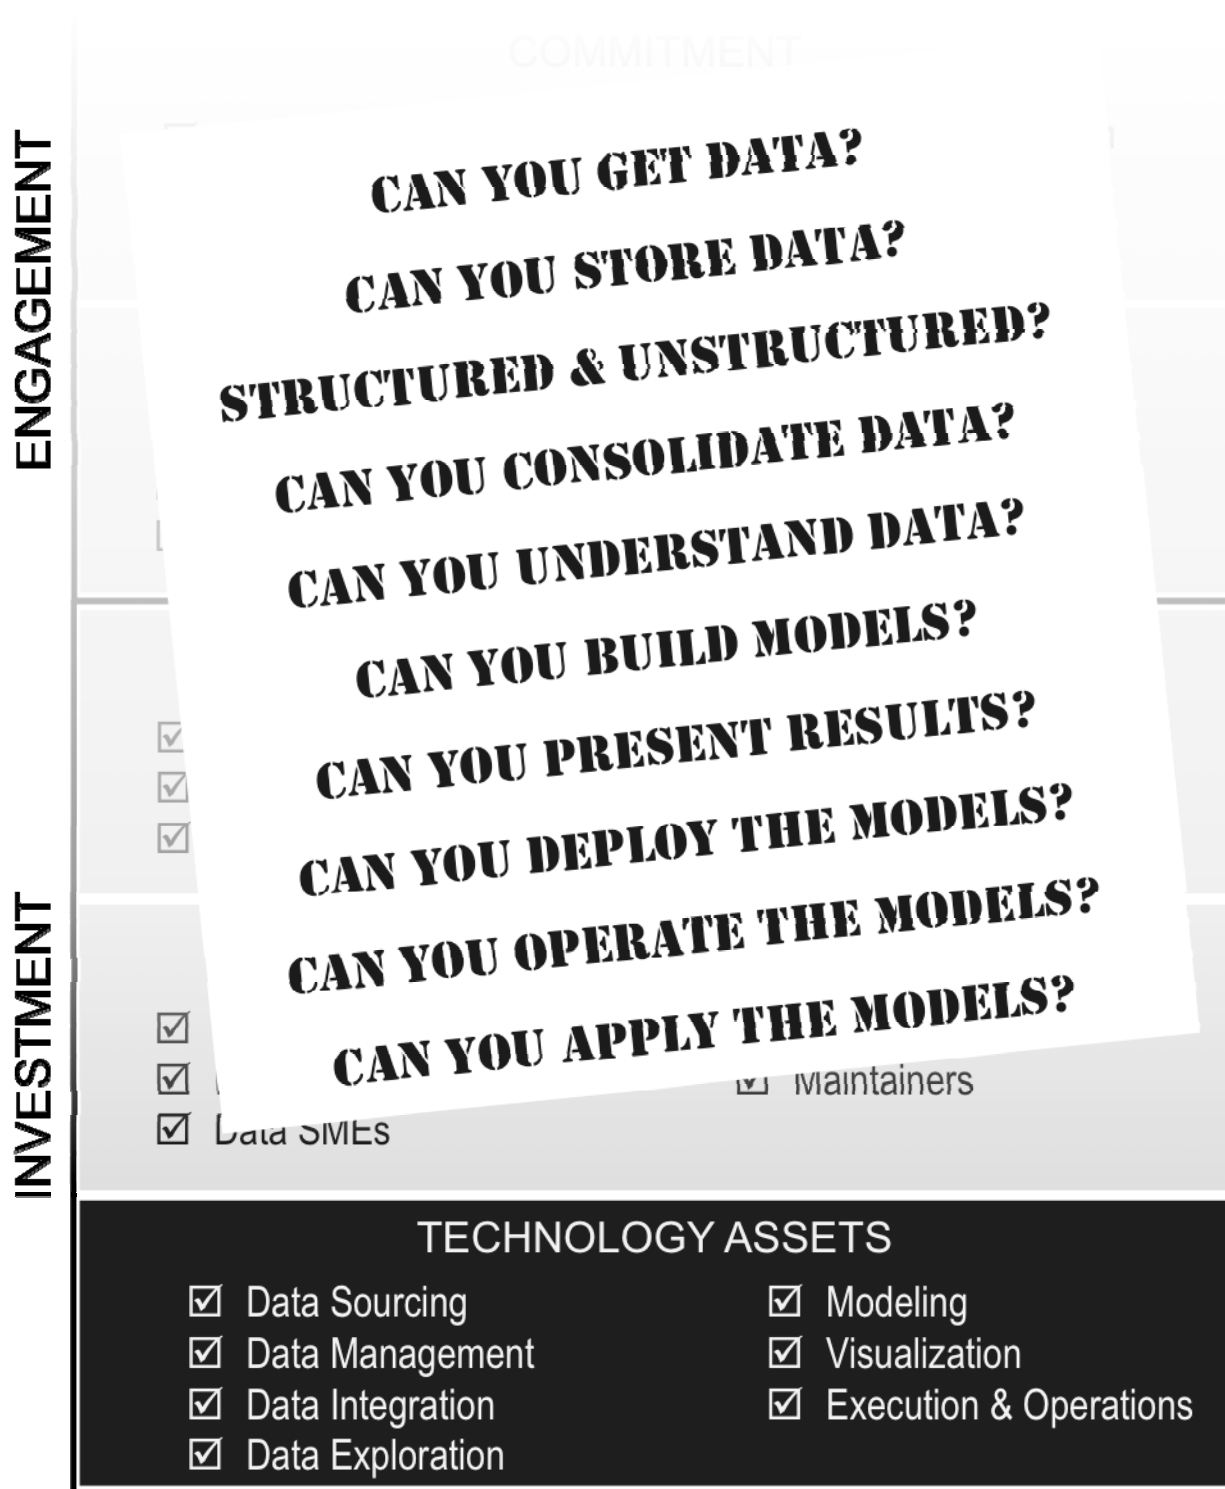 COMMITMENT
ENGAGEMENT
CAN YOU GET DATA?
CAN YOU STORE DATA?
STRUCTURED & UNSTRUCTURED?
CAN YOU CONSOLIDATE DATA?
CAN YOU UNDERSTAND DATA?
CAN YOU BUILD MODELS?
CAN YOU PRESENT RESULTS?
CAN YOU DEPLOY THE MODELS?
CAN YOU OPERATE THE MODELS?
CAN YOU APPLY THE MODELS?
INVESTMENT
Maintainers
Data SMEs
TECHNOLOGY ASSETS
Data Sourcing
Data Management
Data Integration
Data Exploration
Modeling
Visualization
Execution & Operations